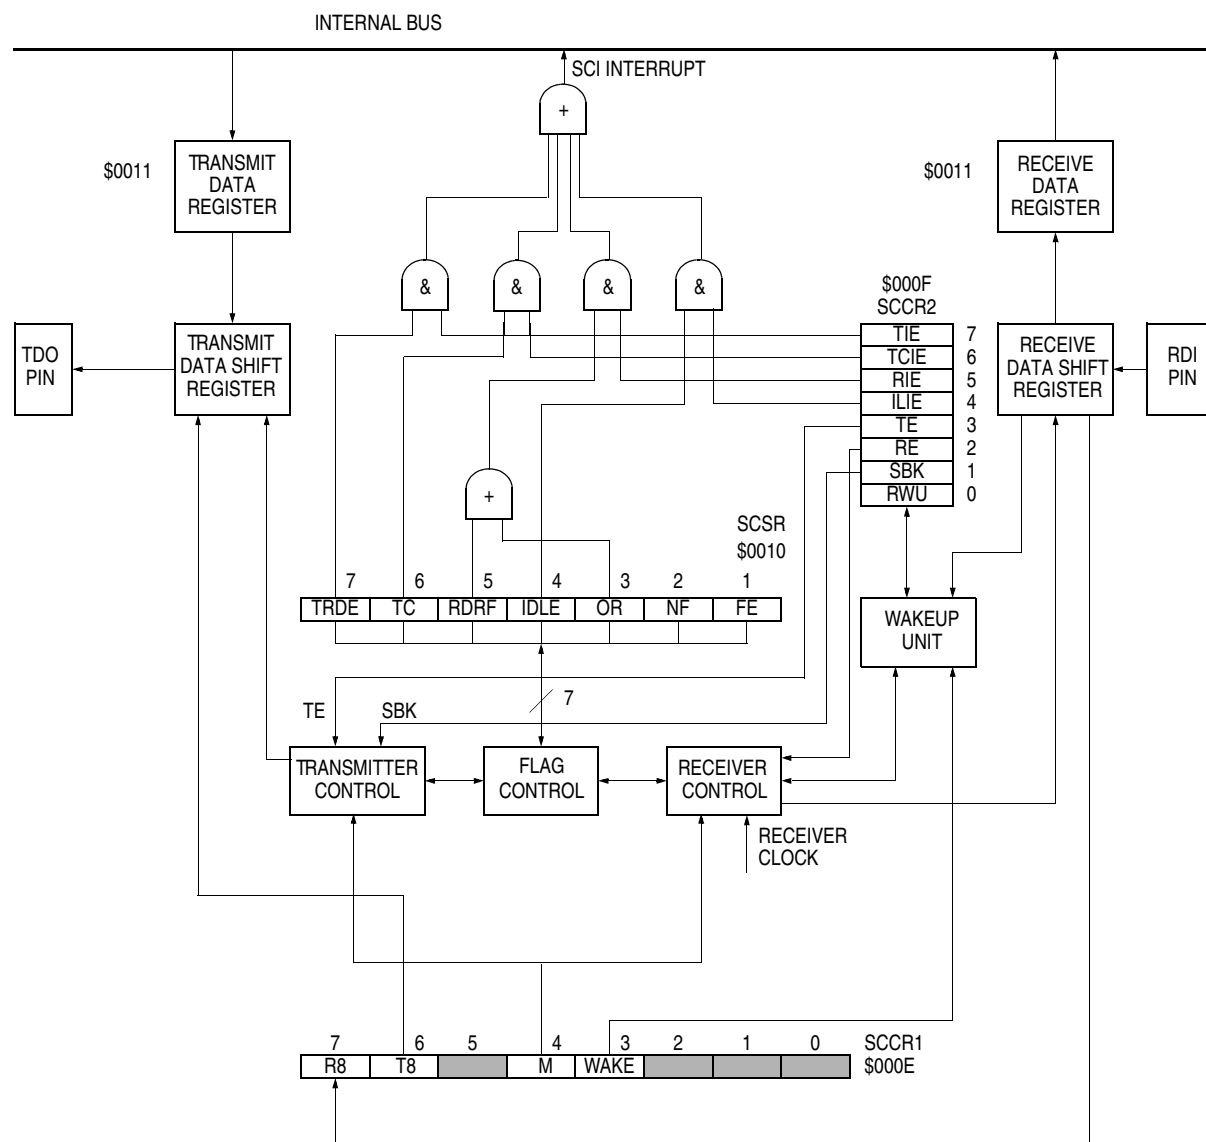 INTERNAL BUS
SCI INTERRUPT
+
$0011
TRANSMIT
DATA
REGISTER
$0011
RECEIVE
DATA
REGISTER
&
&
&
&
$000F
SCCR2
TDO
PIN
TRANSMIT
DATA SHIFT
REGISTER
TIE 7
TCIE 6
RIE 5
ILIE 4
TE 3
RE 2
SBK 1
RWU 0
RECEIVE
DATA SHIFT
REGISTER
RDI
PIN
+
SCSR
$0010
7 6 5 4 3 2 1
TRDE TC RDRF IDLE OR NF FE
WAKEUP
UNIT
7
TE
SBK
TRANSMITTER
CONTROL
FLAG
CONTROL
RECEIVER
CONTROL
RECEIVER
CLOCK
7 6 5 4 3 2 1 0 SCCR1
R8 T8 M WAKE $000E